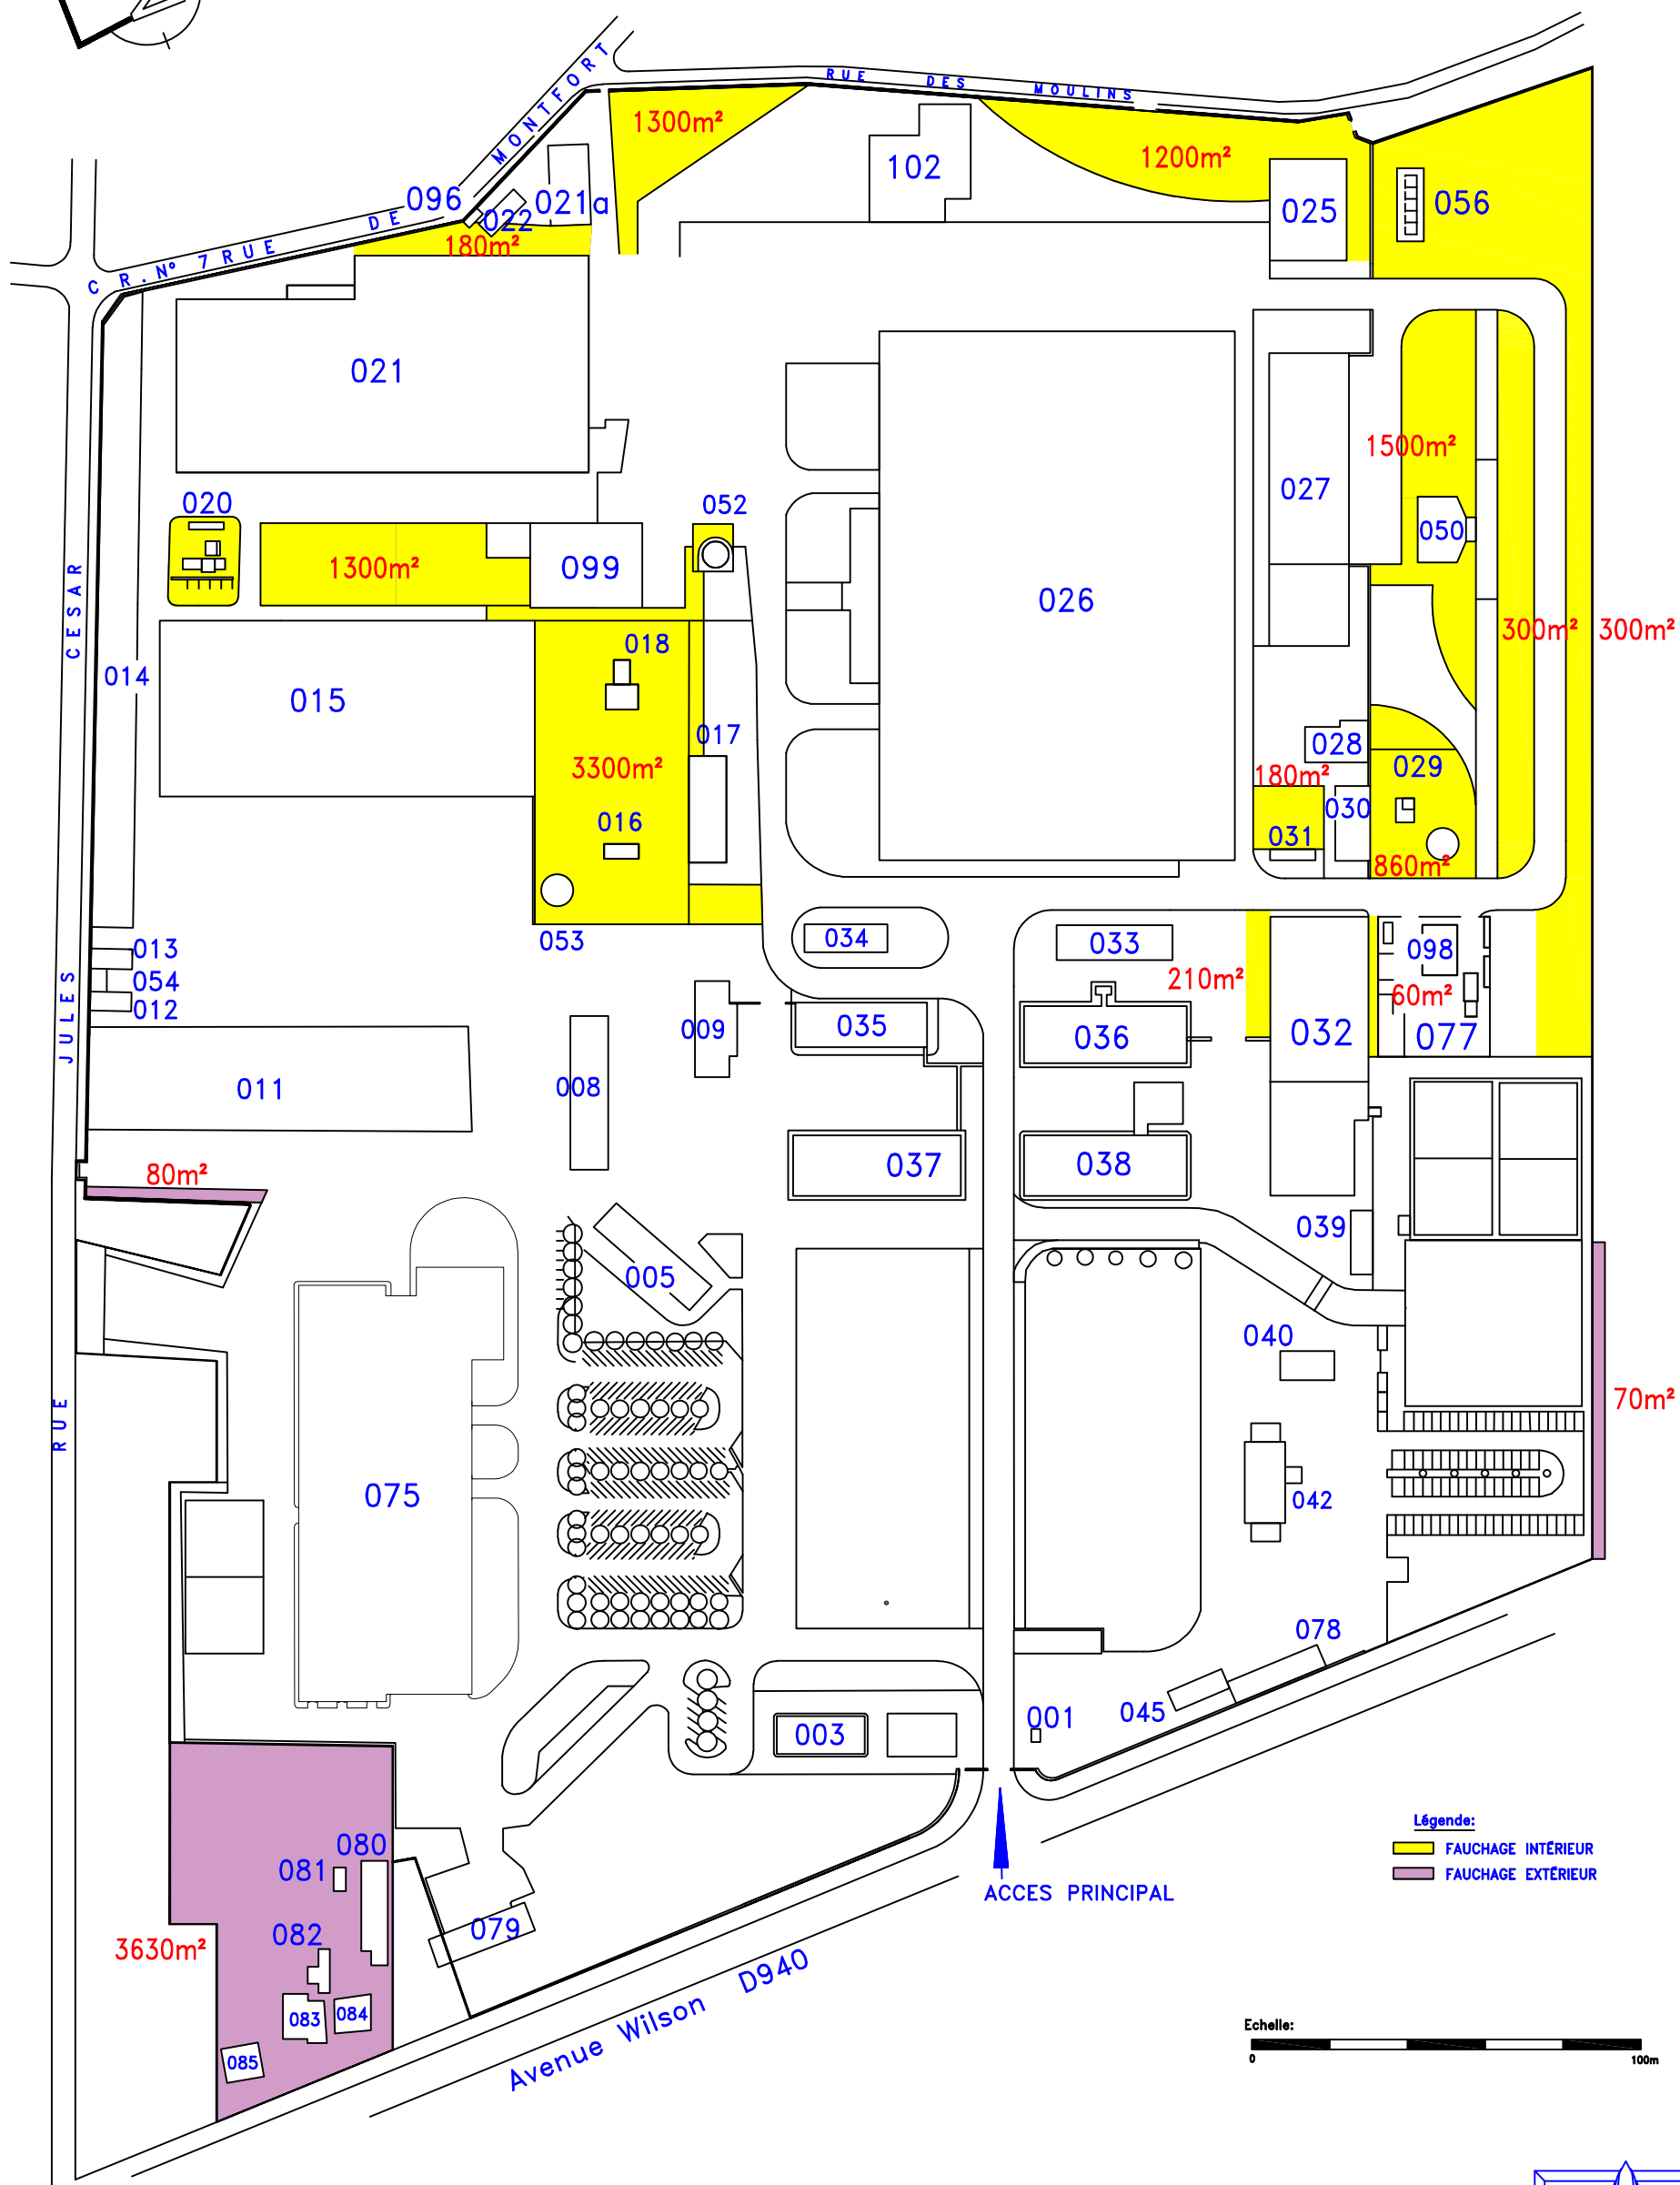 RUE DES MOULINS
C R. Nº 7 RUE DE MONTFORT
1300m²
1200m²
102
096
022
021a
025
056
180m²
021
1500m²
027
020
052
050
1300m²
099
026
300m²
300m²
018
014
015
017
028
029
3300m²
180m²
016
030
031
860m²
053
034
033
098
013
054
012
210m²
60m²
009
035
036
032
077
011
008
80m²
037
038
039
005
040
70m²
075
042
078
001
045
003
RUE JULES CESAR
Légende:
FAUCHAGE INTÉRIEUR
FAUCHAGE EXTÉRIEUR
080
081
ACCES PRINCIPAL
079
082
3630m²
083
084
085
Avenue Wilson D940
Echelle:
0
100m